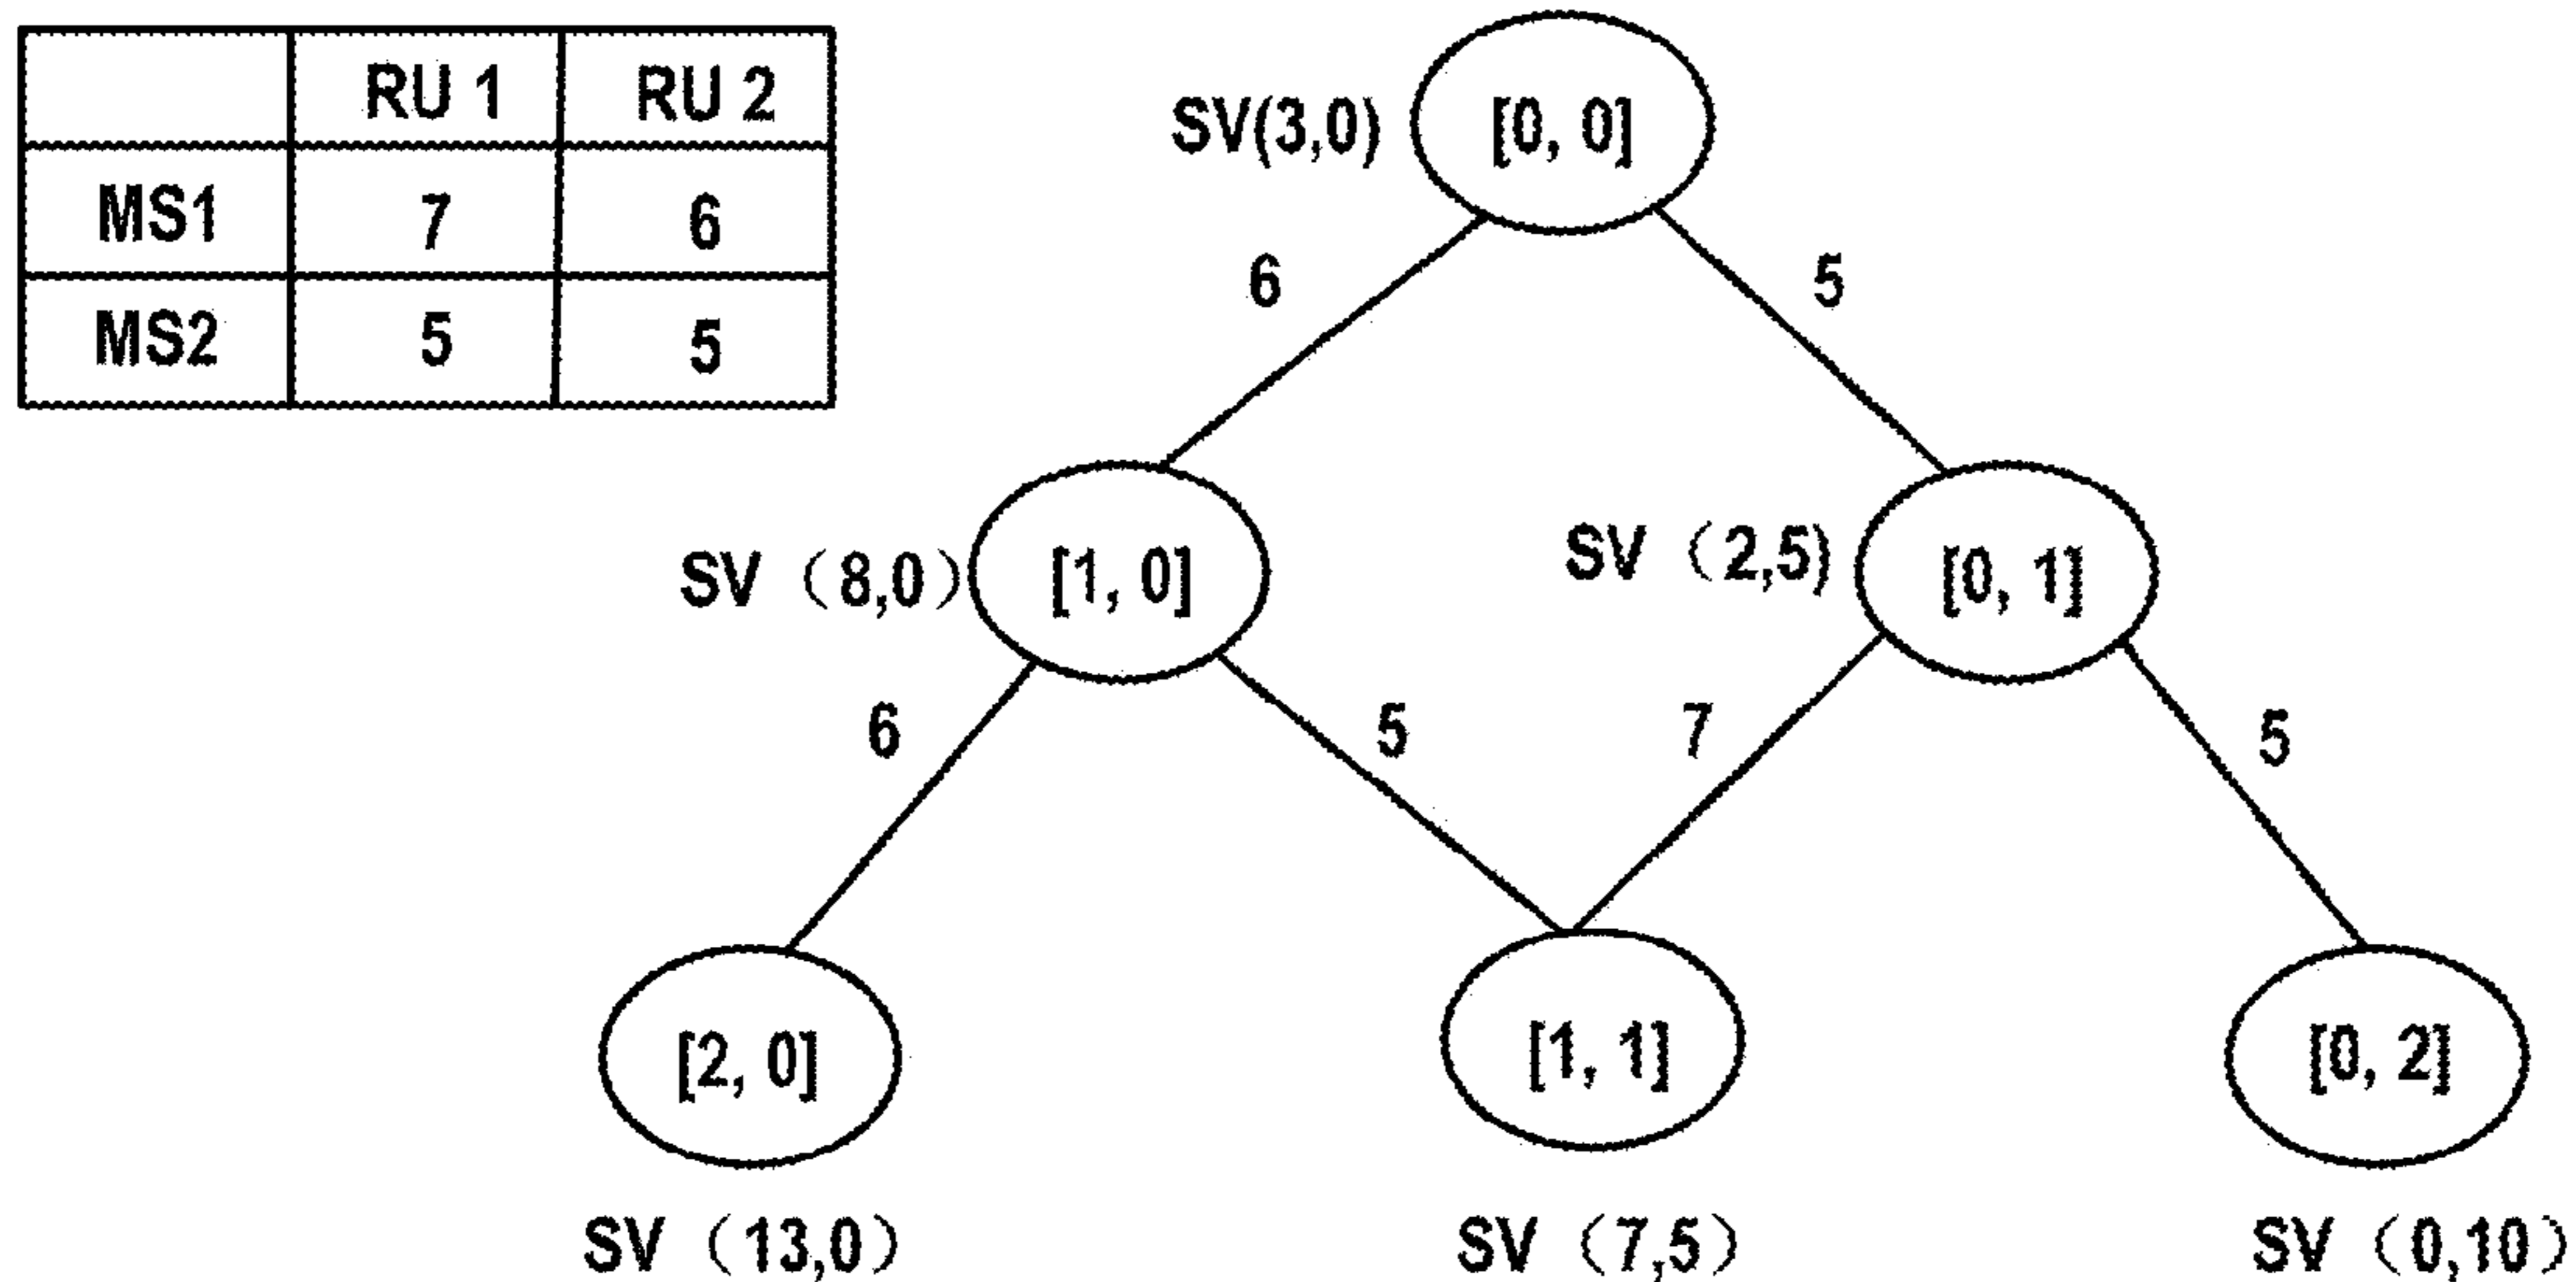 RU 1 RU 2
MS1 7 6
MS2 5 5
SV(3,0) [0, 0]
6 5
SV （8,0） [1, 0] SV （2,5) [0, 1]
6 5 7 5
[2, 0] [1, 1] [0, 2]
SV （13,0） SV （7,5） SV （0,10）